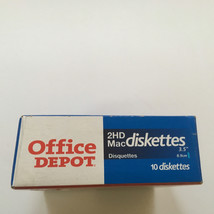 Office
DEPOT
2HD
Mac diskettes
3.5"
Disquettes
10 diskettes